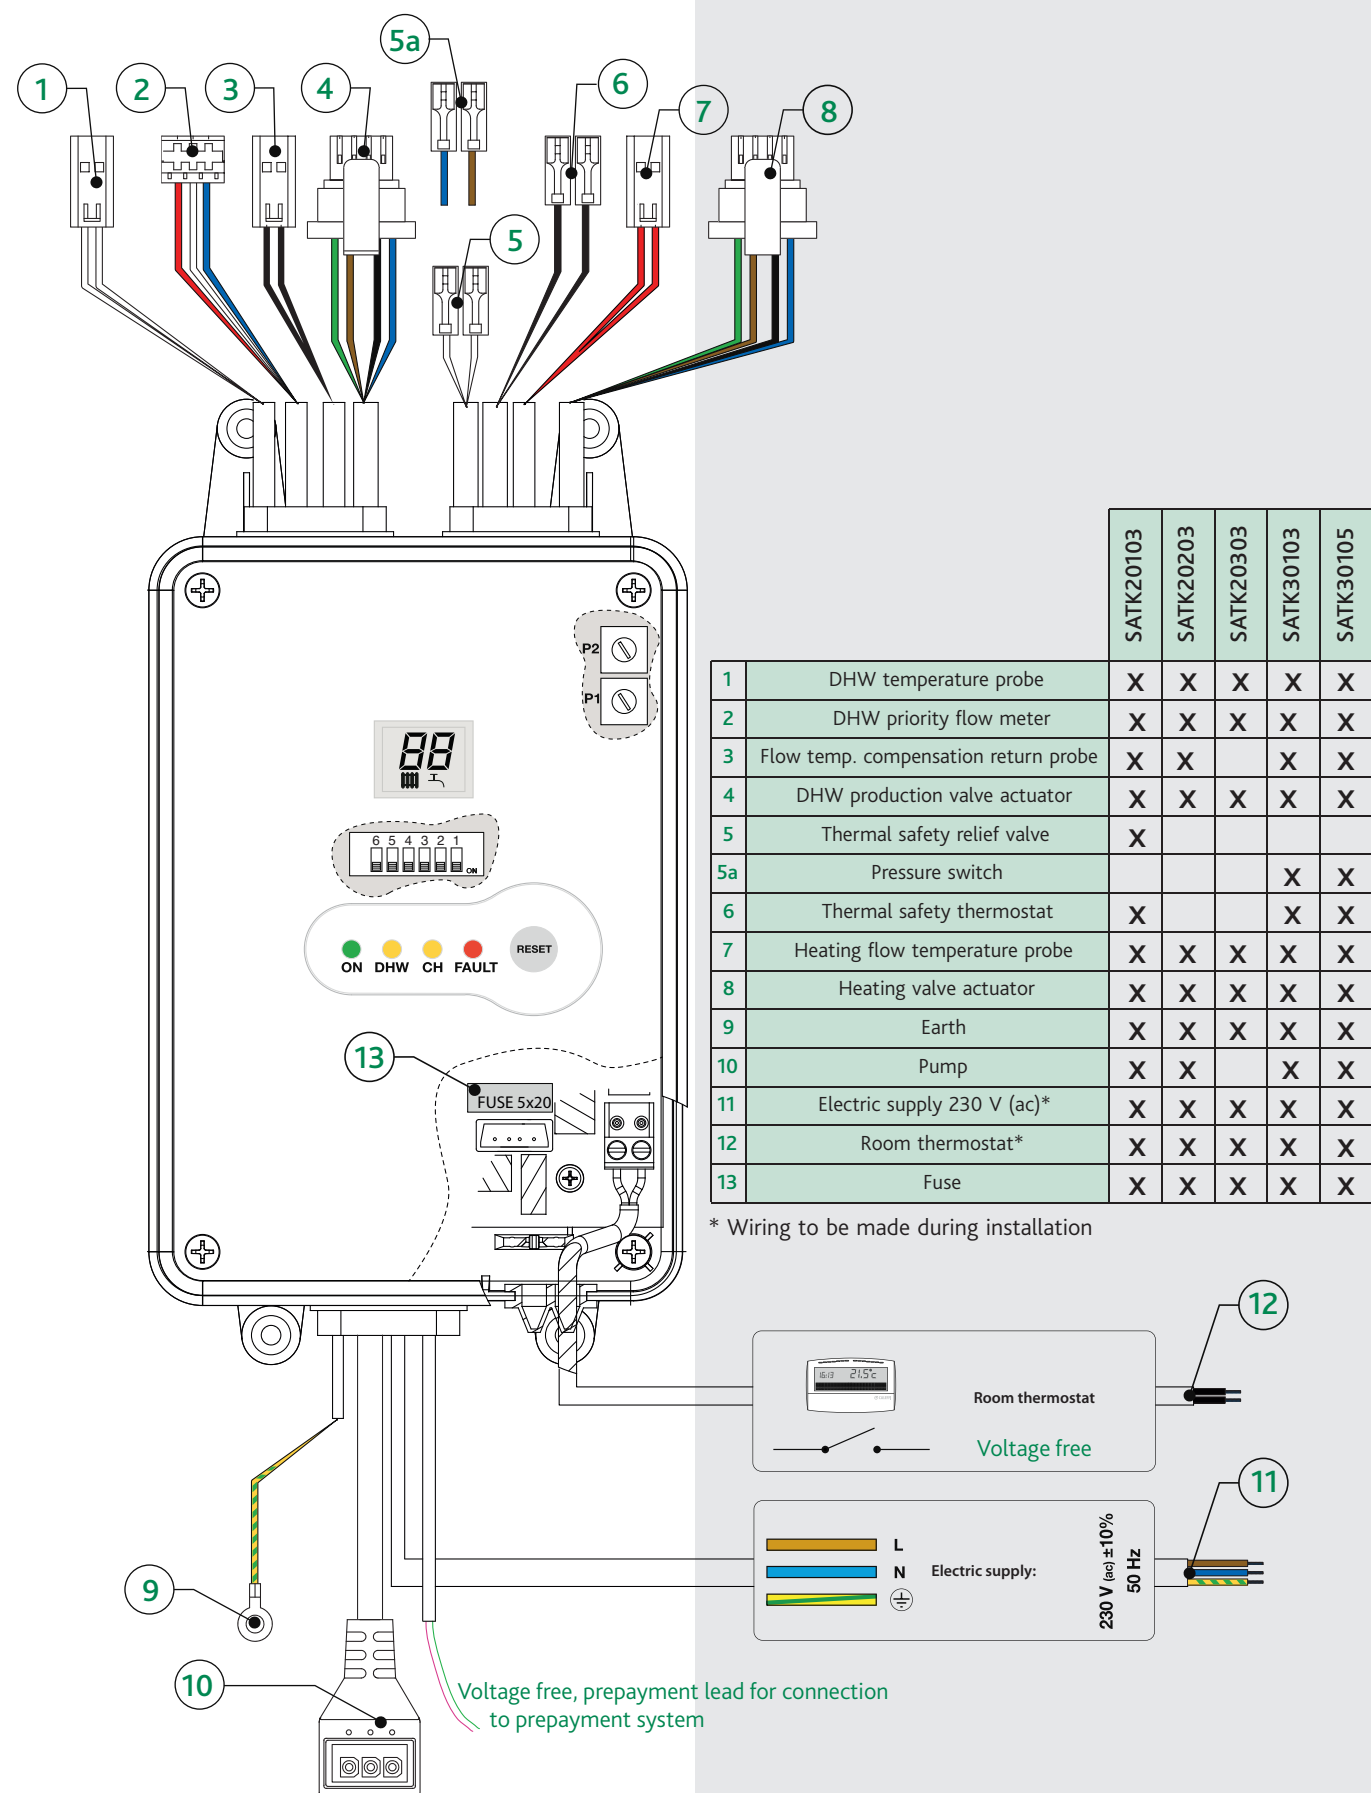 5a
1
2
3
4
6
7
8
5
P2
P1
88
6 5 4 3 2 1
ON
ON DHW CH FAULT
RESET
13
FUSE 5x20
SATK20103
SATK20203
SATK20303
SATK30103
SATK30105
1 DHW temperature probe X X X X X
2 DHW priority flow meter X X X X X
3 Flow temp. compensation return probe X X X X
4 DHW production valve actuator X X X X X
5 Thermal safety relief valve X
5a Pressure switch X X
6 Thermal safety thermostat X X X
7 Heating flow temperature probe X X X X X
8 Heating valve actuator X X X X X
9 Earth X X X X X
10 Pump X X X X
11 Electric supply 230 V (ac)* X X X X X
12 Room thermostat* X X X X X
13 Fuse X X X X X
* Wiring to be made during installation
12
16:13 21.5°c
Room thermostat
Voltage free
11
L
N
Electric supply:
230 V (ac) ±10%
50 Hz
9
10
Voltage free, prepayment lead for connection
to prepayment system